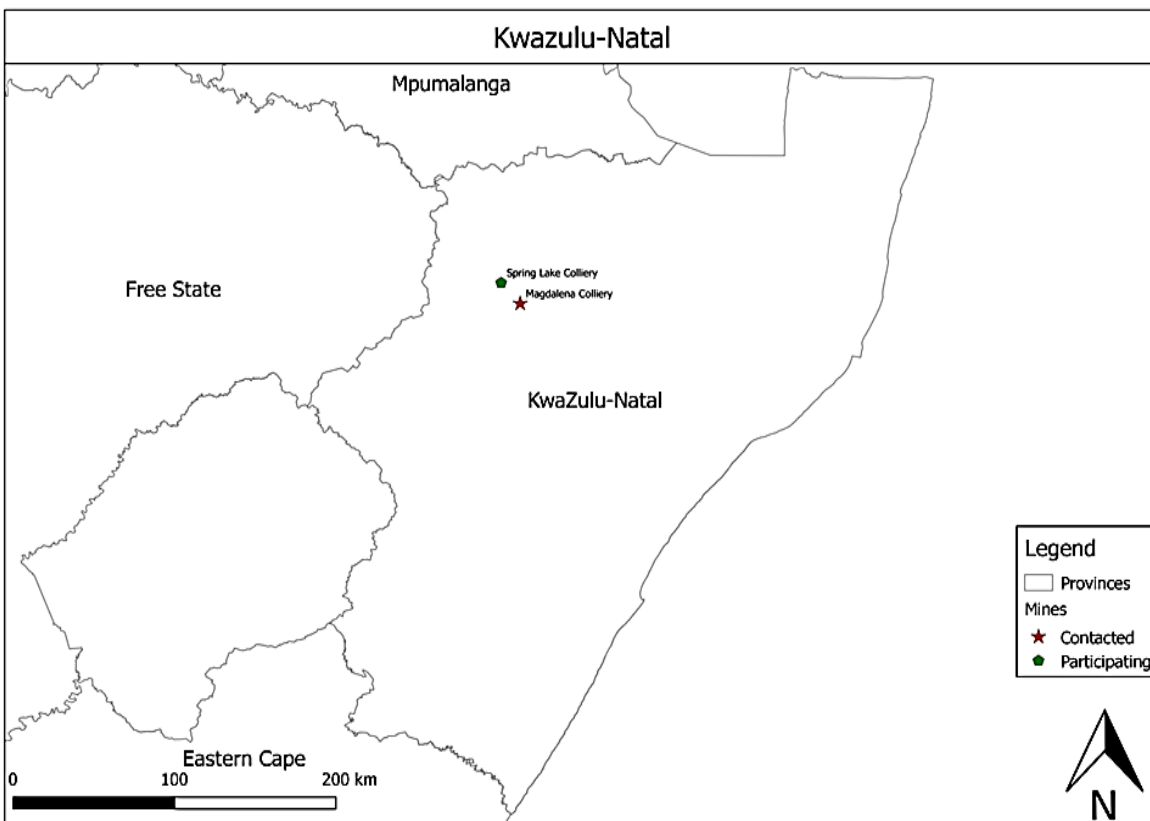 Kwazulu-Natal
Mpumalanga
Spring Lake Colliery
Free State
Magdalena Colliery
KwaZulu-Natal
Legend
Provinces
Mines
Contacted
Participating
Eastern Cape
0 100 200 km
N